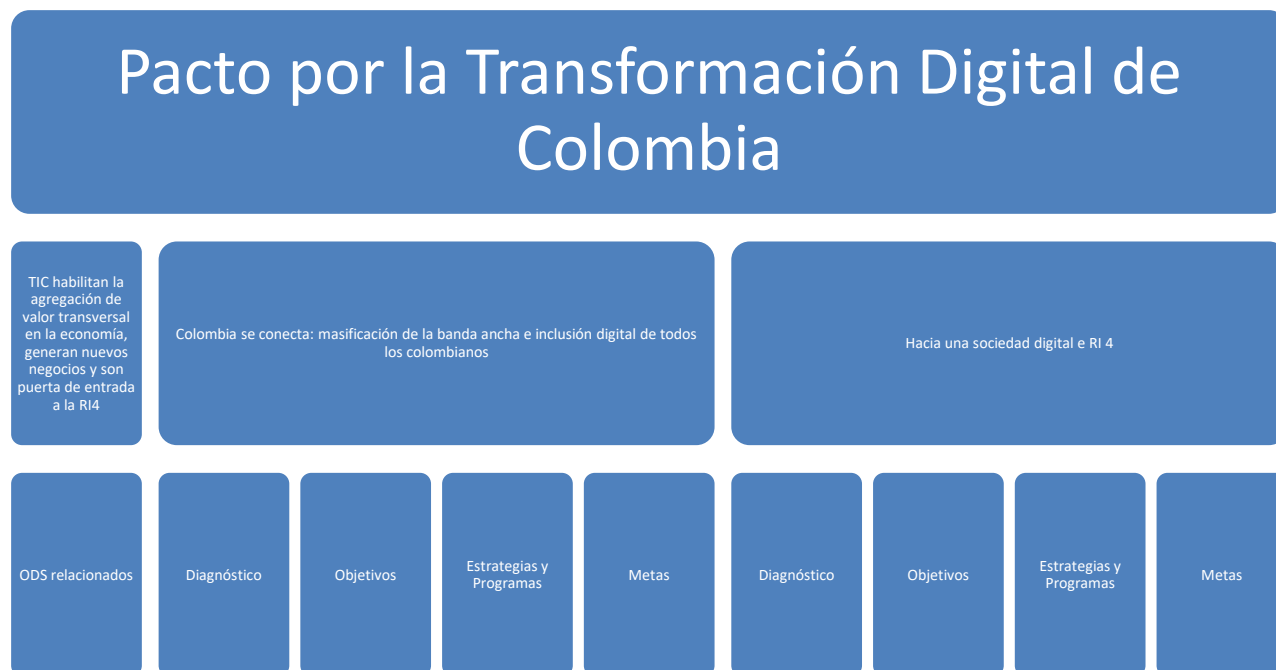 Pacto por la Transformación Digital de
Colombia
TIC habilitan la
agregación de
valor transversal
en la economía,
generan nuevos
negocios y son
puerta de entrada
a la RI4
Colombia se conecta: masificación de la banda ancha e inclusión digital de todos
los colombianos
Hacia una sociedad digital e RI 4
ODS relacionados
Diagnóstico
Objetivos
Estrategias y
Programas
Metas
Diagnóstico
Objetivos
Estrategias y
Programas
Metas